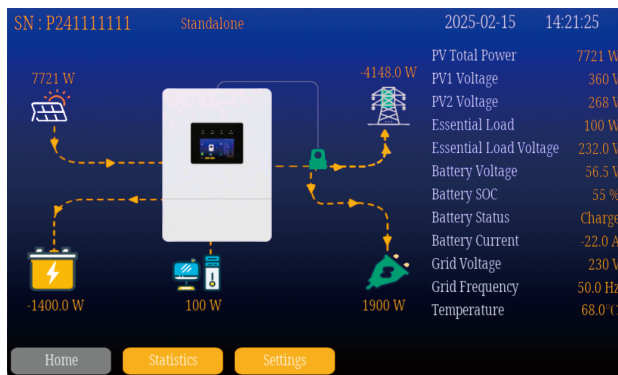 SN : P241111111 Standalone 2025-02-15 14:21:25
PV Total Power 7721 W
7721 W
-4148.0 W
PV1 Voltage 360 V
PV2 Voltage 268 V
Essential Load 100 W
Essential Load Voltage 232.0 V
Battery Voltage 56.5 V
Battery SOC 55 %
Battery Status Charge
Battery Current -22.0 A
Grid Voltage 230 V
Grid Frequency 50.0 Hz
Temperature 68.0°C
-1400.0 W
100 W
1900 W
Home
Statistics
Settings